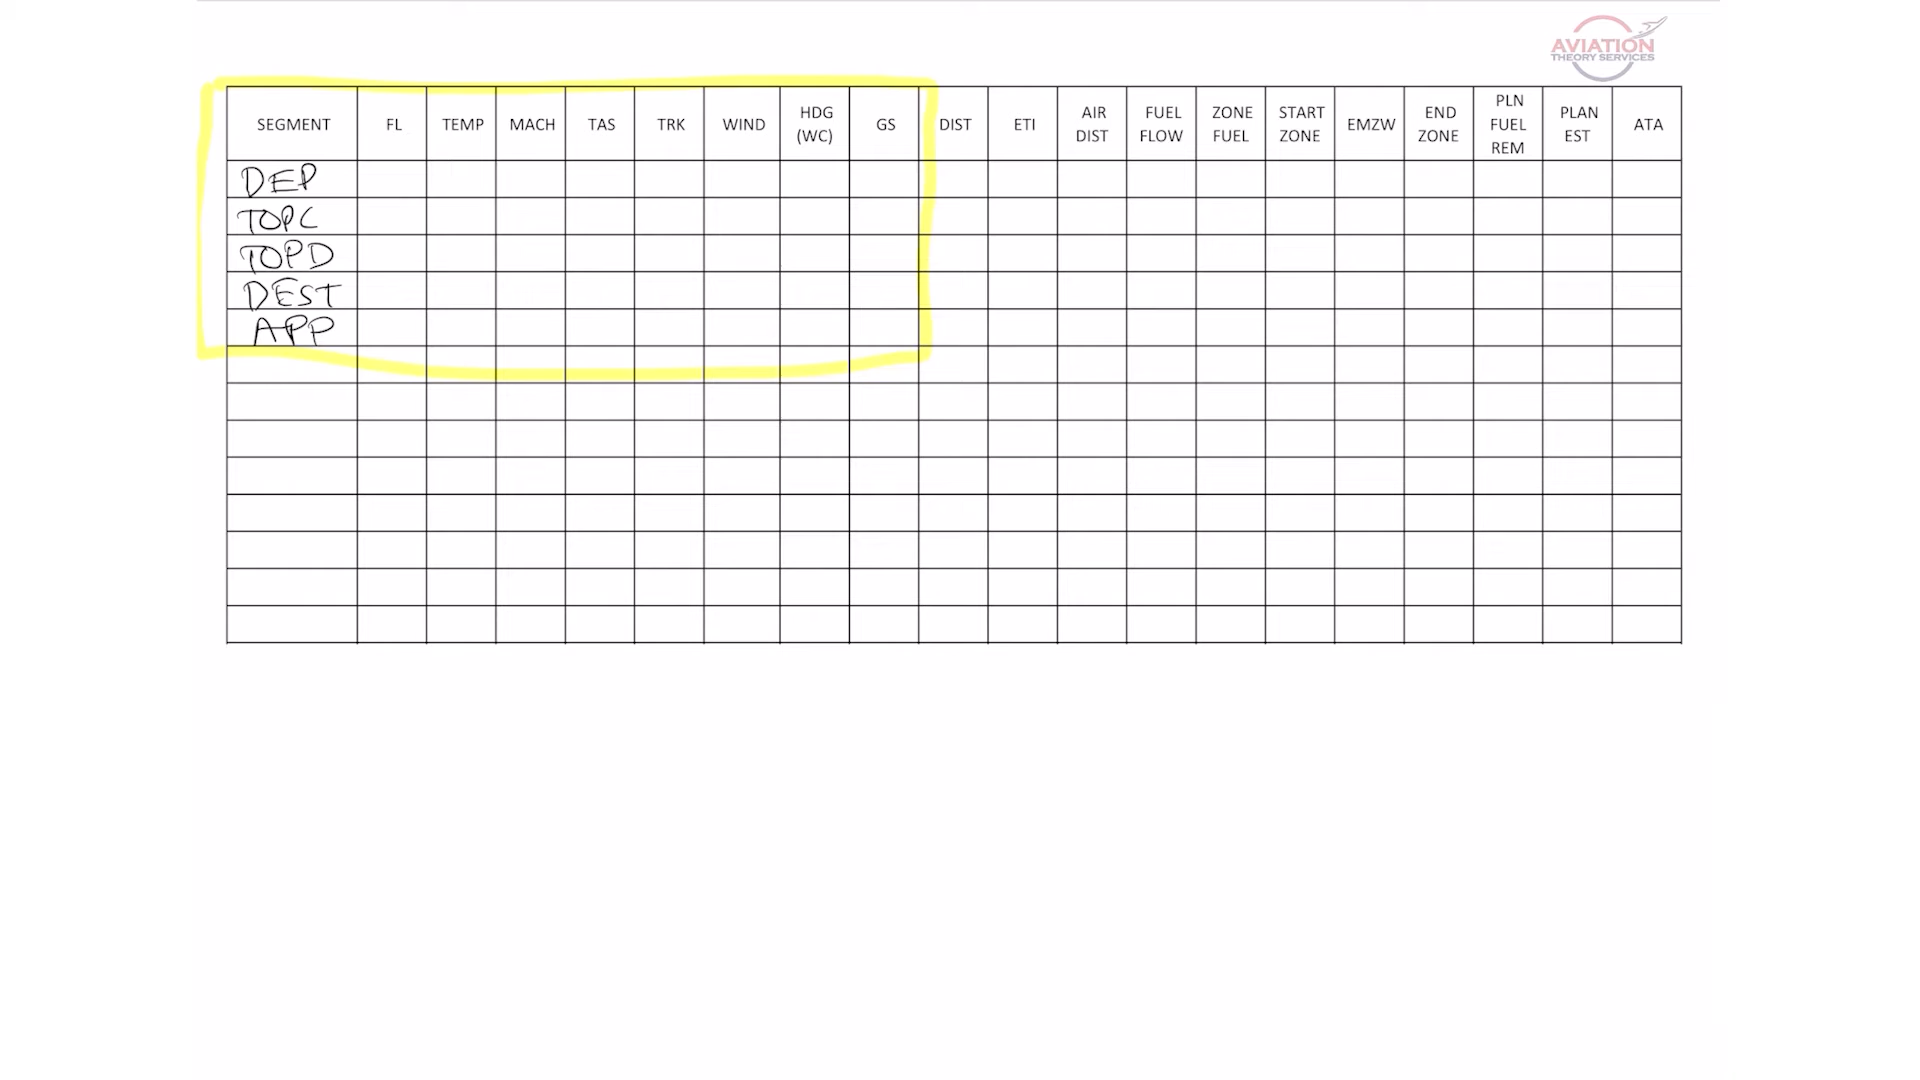 AVIATION
THEORY SERVICES
SEGMENT FL TEMP MACH TAS TRK WIND HDG (WC) GS DIST ETI AIR DIST FUEL FLOW ZONE FUEL START ZONE EMZW END ZONE PLN FUEL REM PLAN EST ATA
DEP
TOPC
TOPD
DEST
APP